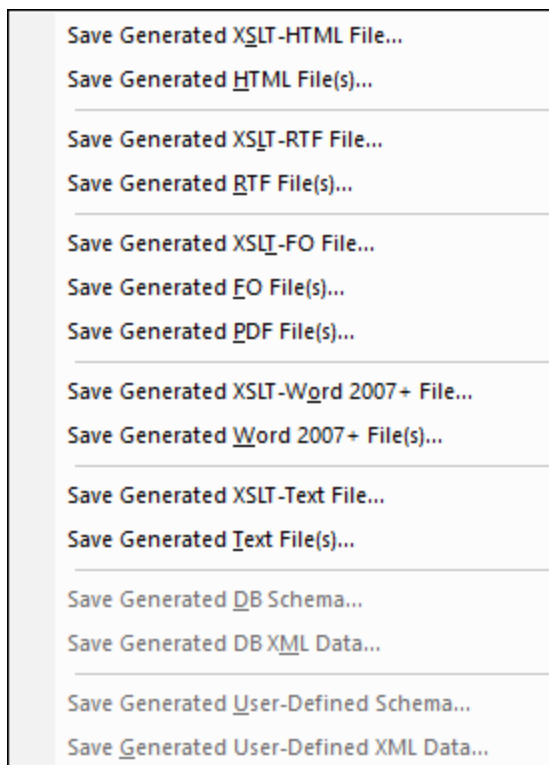 Save Generated XSLT-HTML File...
Save Generated HTML File(s)...
Save Generated XSLT-RTF File...
Save Generated RTF File(s)...
Save Generated XSLT-FO File...
Save Generated FO File(s)...
Save Generated PDF File(s)...
Save Generated XSLT-Word 2007+ File...
Save Generated Word 2007+ File(s)...
Save Generated XSLT-Text File...
Save Generated Text File(s)...
Save Generated DB Schema...
Save Generated DB XML Data...
Save Generated User-Defined Schema...
Save Generated User-Defined XML Data...